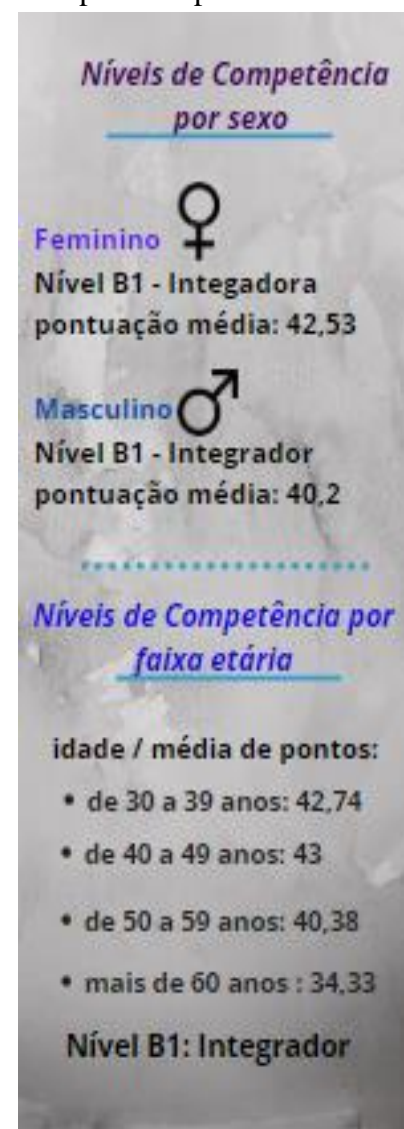 Níveis de Competência
por sexo
Feminino
Nível B1 - Integadora
pontuação média: 42,53
Masculino
Nível B1 - Integrador
pontuação média: 40,2
Níveis de Competência por
faixa etária
idade / média de pontos:
• de 30 a 39 anos: 42,74
• de 40 a 49 anos: 43
• de 50 a 59 anos: 40,38
• mais de 60 anos : 34,33
Nível B1: Integrador